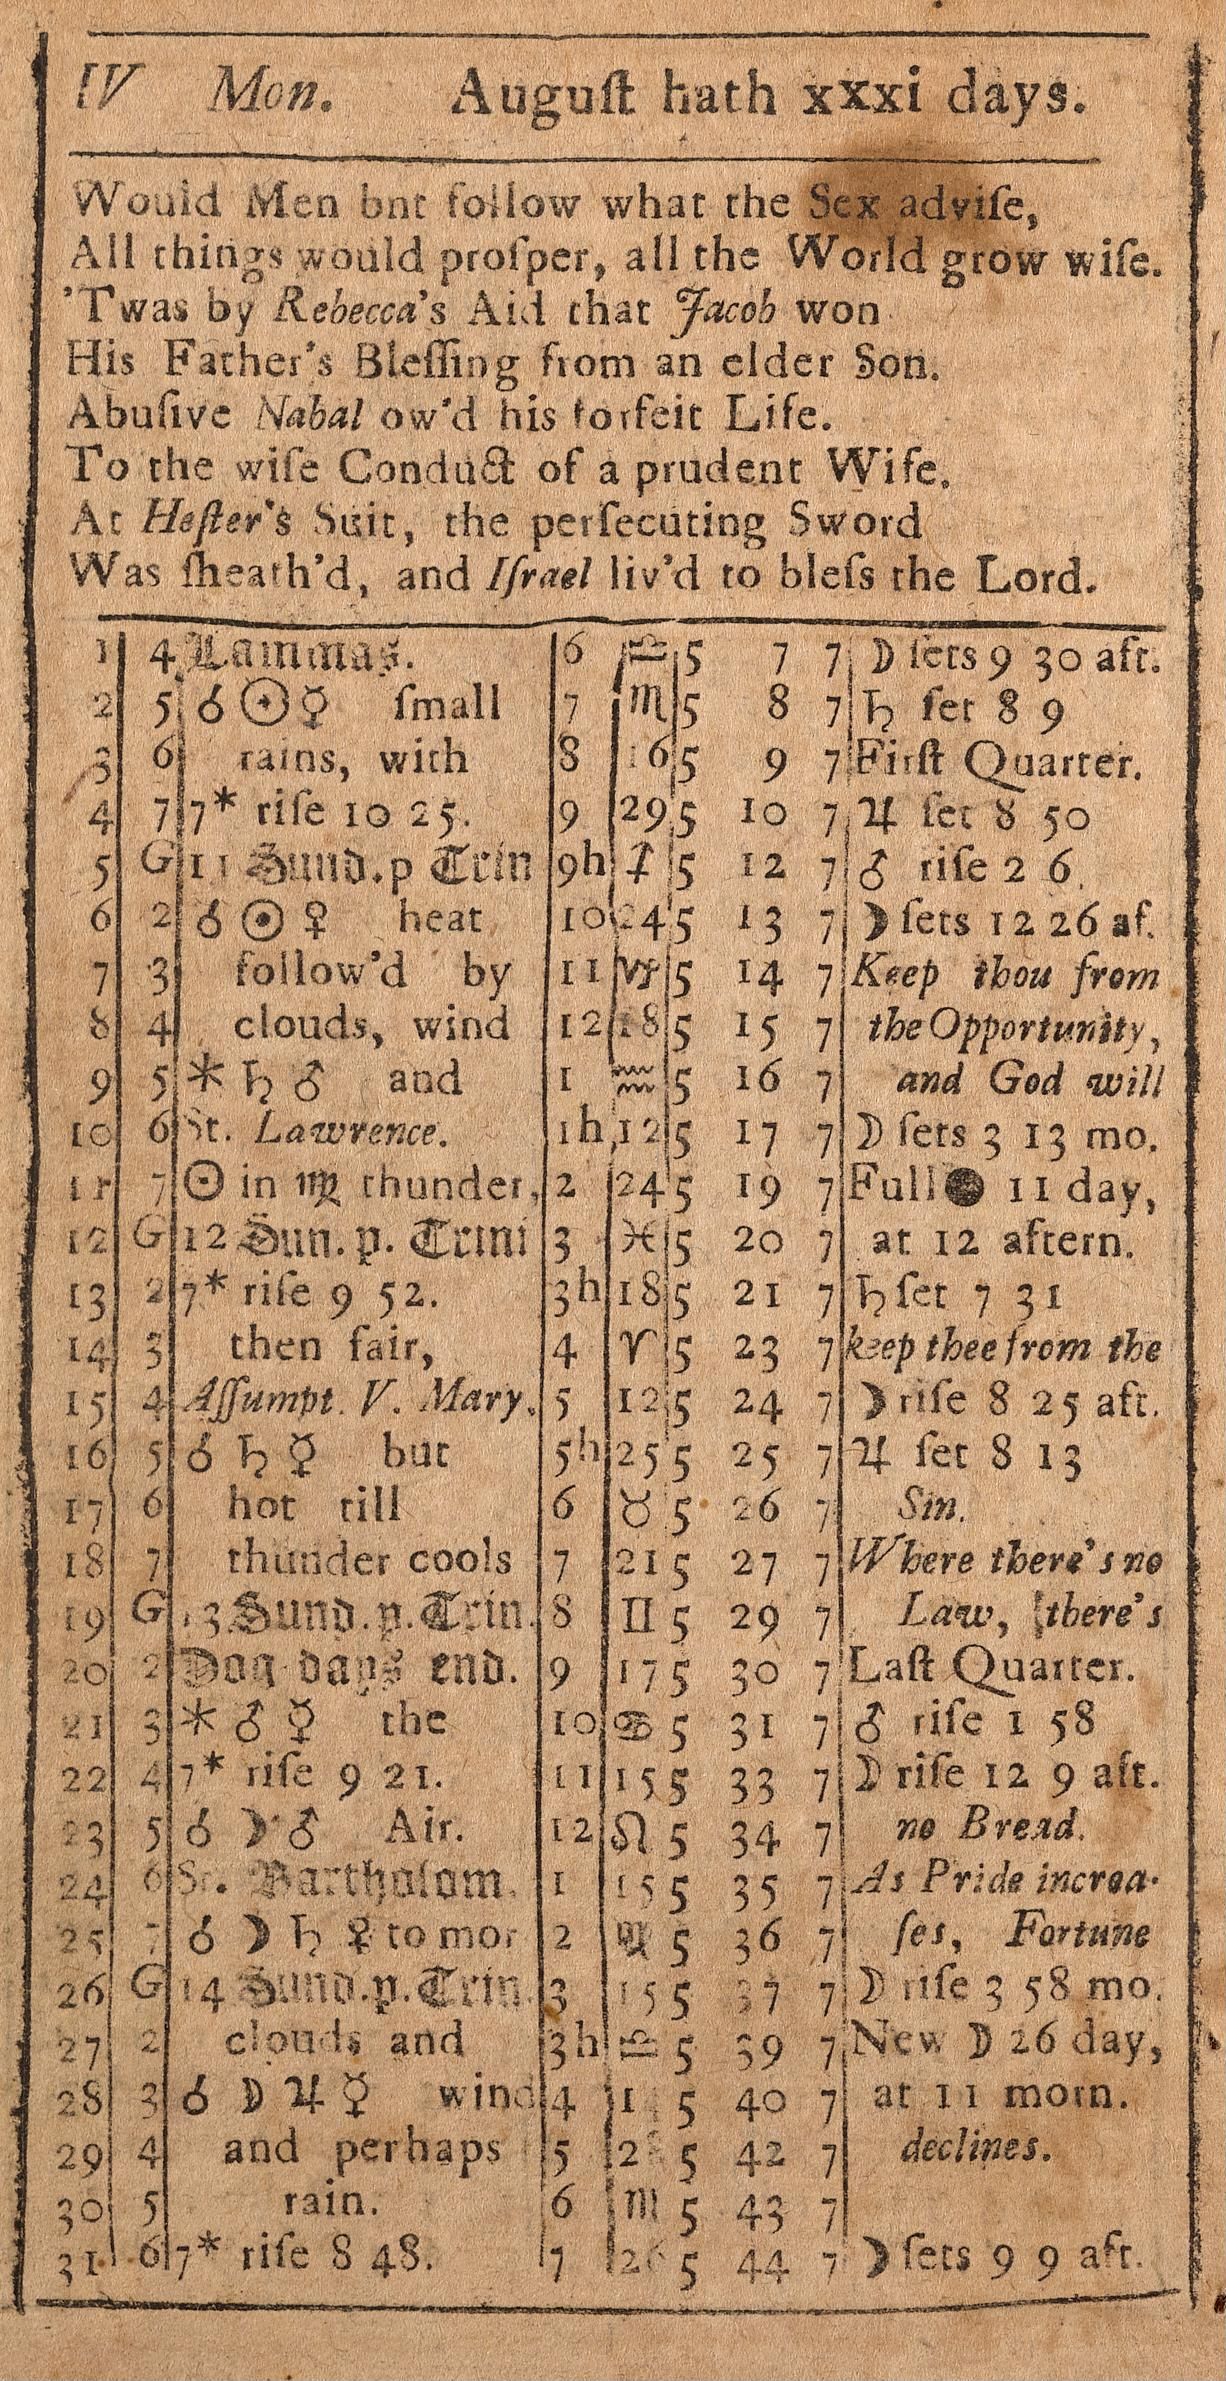 IV Mon. Auguſt hath xxxi days.
Would Men bnt follow what the Sex adviſe,
All things would proſper, all the World grow wiſe.
'Twas by Rebecca's Aid that Jacob won
His Father's Bleſſing from an elder Son.
Abuſive Nabal ow'd his forfeit Life.
To the wiſe Conduct of a prudent Wife.
At Heſter's Suit, the perſecuting Sword
Was ſheath'd, and Iſrael liv'd to bleſs the Lord.
1 4 Lammas. 6 ♎ 5 7 7 ☽ ſets 9 30 aft.
2 5 ☌ ☉ ☿ ſmall 7 ♏ 5 8 7 ♄ ſet 8 9
3 6 rains, with 8 16 5 9 7 Firſt Quarter.
4 7 7* riſe 10 25. 9 29 5 10 7 ♃ ſet 8 50
5 G 11 Sund.p Trin 9h ♐ 5 12 7 ♂ riſe 2 6.
6 2 ☌ ☉ ♀ heat 10 24 5 13 7 ☽ ſets 12 26 af.
7 3 follow'd by 11 ♑ 5 14 7 Keep thou from
8 4 clouds, wind 12 18 5 15 7 the Opportunity,
9 5 ⚹ ♄ ♂ and 1 ♒ 5 16 7 and God will
10 6 St. Lawrence. 1h 12 5 17 7 ☽ ſets 3 13 mo.
11 7 ☉ in ♍ thunder, 2 24 5 19 7 Full ● 11 day,
12 G 12 Sun. p. Trini 3 ♓ 5 20 7 at 12 aftern.
13 2 7* riſe 9 52. 3h 18 5 21 7 ♄ ſet 7 31
14 3 then fair, 4 ♈ 5 23 7 keep thee from the
15 4 Aſſumpt. V. Mary. 5 12 5 24 7 ☽ riſe 8 25 aft.
16 5 ☌ ♄ ☿ but 5h 25 5 25 7 ♃ ſet 8 13
17 6 hot till 6 ♉ 5 26 7 Sin.
18 7 thunder cools 7 21 5 27 7 Where there's no
19 G 13 Sund.p.Trin. 8 ♊ 5 29 7 Law, there's
20 2 Dog days end. 9 17 5 30 7 Laſt Quarter.
21 3 ⚹ ♂ ☿ the 10 ♋ 5 31 7 ♂ riſe 1 58
22 4 7* riſe 9 21. 11 15 5 33 7 ☽ riſe 12 9 aft.
23 5 ☌ ☽ ♂ Air. 12 ♌ 5 34 7 no Bread.
24 6 St. Bartholom. 1 15 5 35 7 As Pride increa-
25 7 ☌ ☽ ♄ ♀ to mor 2 ♍ 5 36 7 ſes, Fortune
26 G 14 Sund.p.Trin. 3 15 5 37 7 ☽ riſe 3 58 mo.
27 2 clouds and 3h ♎ 5 39 7 New ☽ 26 day,
28 3 ☌ ☽ ♃ ☿ wind 4 5 40 7 at 11 morn.
29 4 and perhaps 5 5 42 7 declines.
30 5 rain. 6 ♏ 5 43 7
31 6 7* riſe 8 48. 7 26 5 44 7 ☽ ſets 9 9 aft.